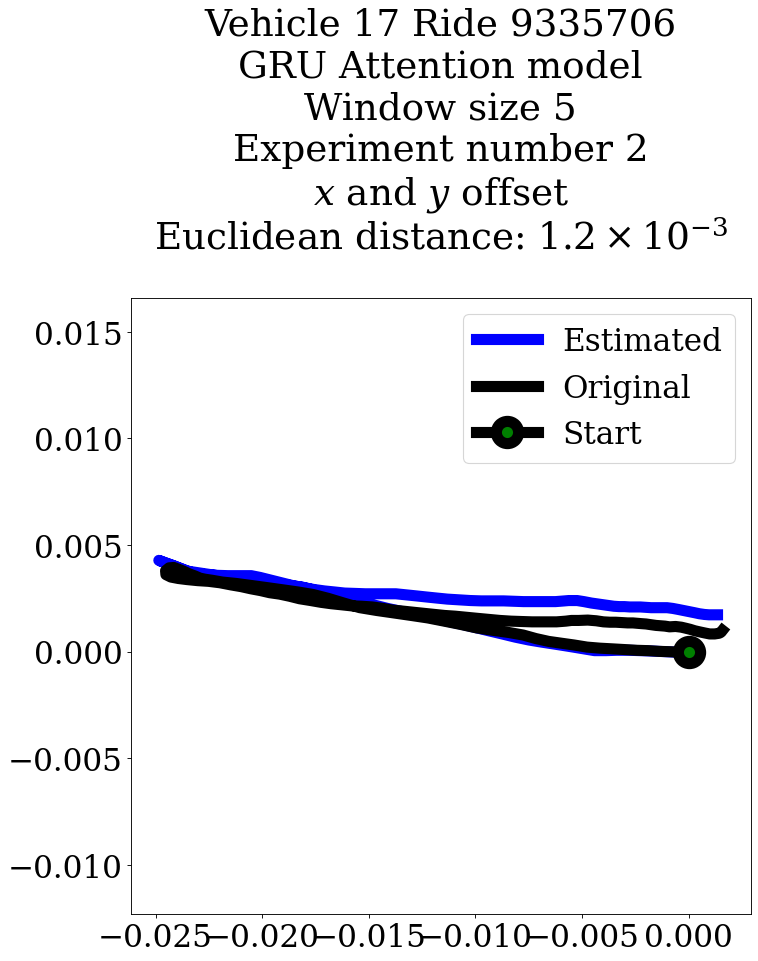 Vehicle 17 Ride 9335706
GRU Attention model
Window size 5
Experiment number 2
x and y offset
Euclidean distance: 1.2 × 10⁻³
Estimated
Original
Start
0.015
0.010
0.005
0.000
−0.005
−0.010
−0.025 −0.020 −0.015 −0.010 −0.005 0.000